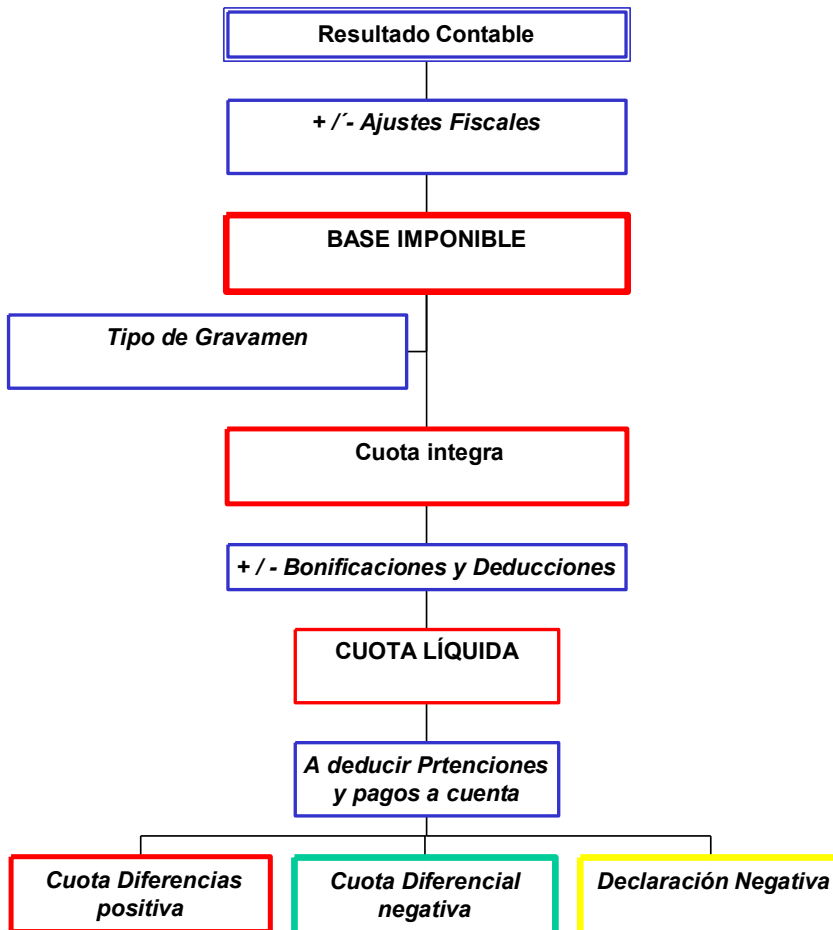 Resultado Contable
+ /´- Ajustes Fiscales
BASE IMPONIBLE
Tipo de Gravamen
Cuota integra
+ / - Bonificaciones y Deducciones
CUOTA LÍQUIDA
A deducir Prtenciones
y pagos a cuenta
Cuota Diferencias
positiva
Cuota Diferencial
negativa
Declaración Negativa